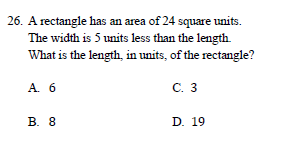 26. A rectangle has an area of 24 square units.
The width is 5 units less than the length.
What is the length, in units, of the rectangle?
A. 6 C. 3
B. 8 D. 19